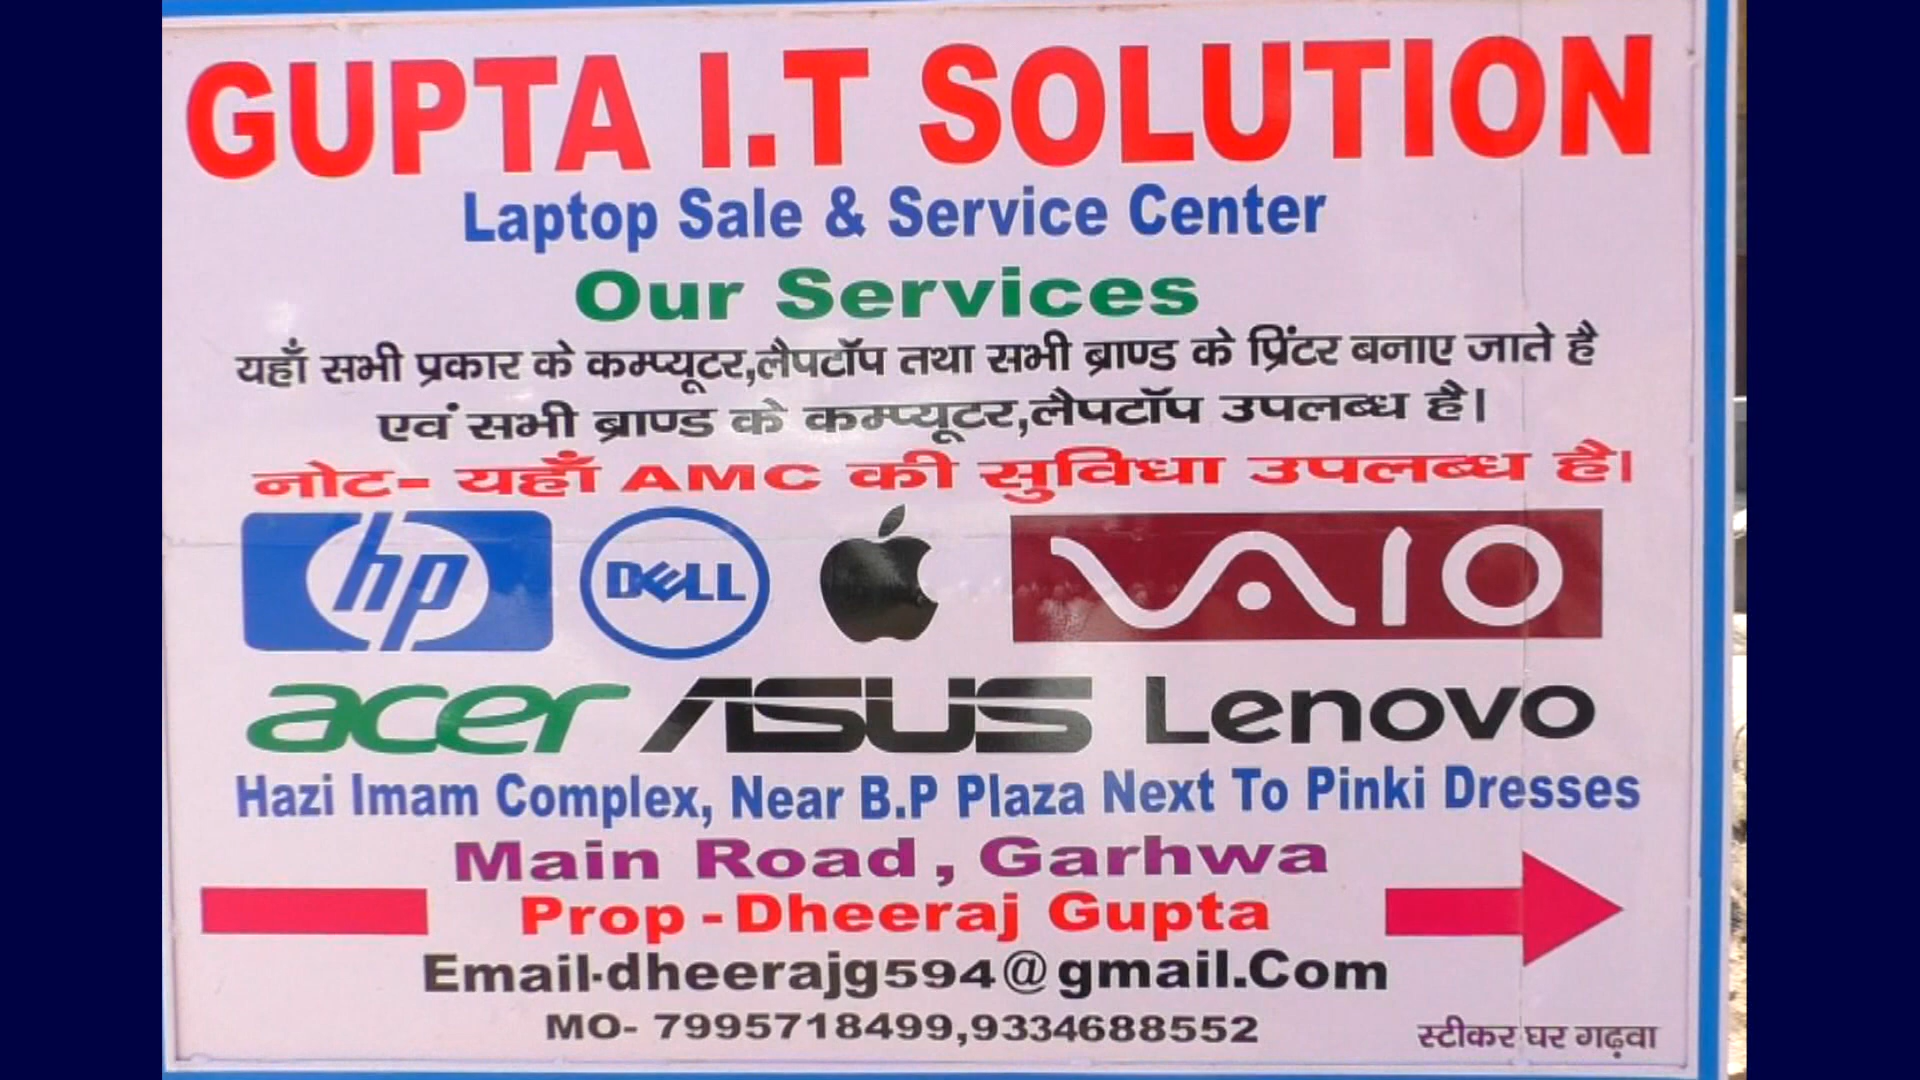 GUPTA I.T SOLUTION
Laptop Sale & Service Center
Our Services
यहाँ सभी प्रकार के कम्प्यूटर,लैपटॉप तथा सभी ब्राण्ड के प्रिंटर बनाए जाते है
एवं सभी ब्राण्ड के कम्प्यूटर,लैपटॉप उपलब्ध है।
नोट- यहाँ AMC की सुविधा उपलब्ध है।
hp DELL VAIO
acer ASUS Lenovo
Hazi Imam Complex, Near B.P Plaza Next To Pinki Dresses
Main Road , Garhwa
Prop - Dheeraj Gupta
Email-dheerajg594@gmail.Com
MO- 7995718499,9334688552
स्टीकर घर गढ़वा